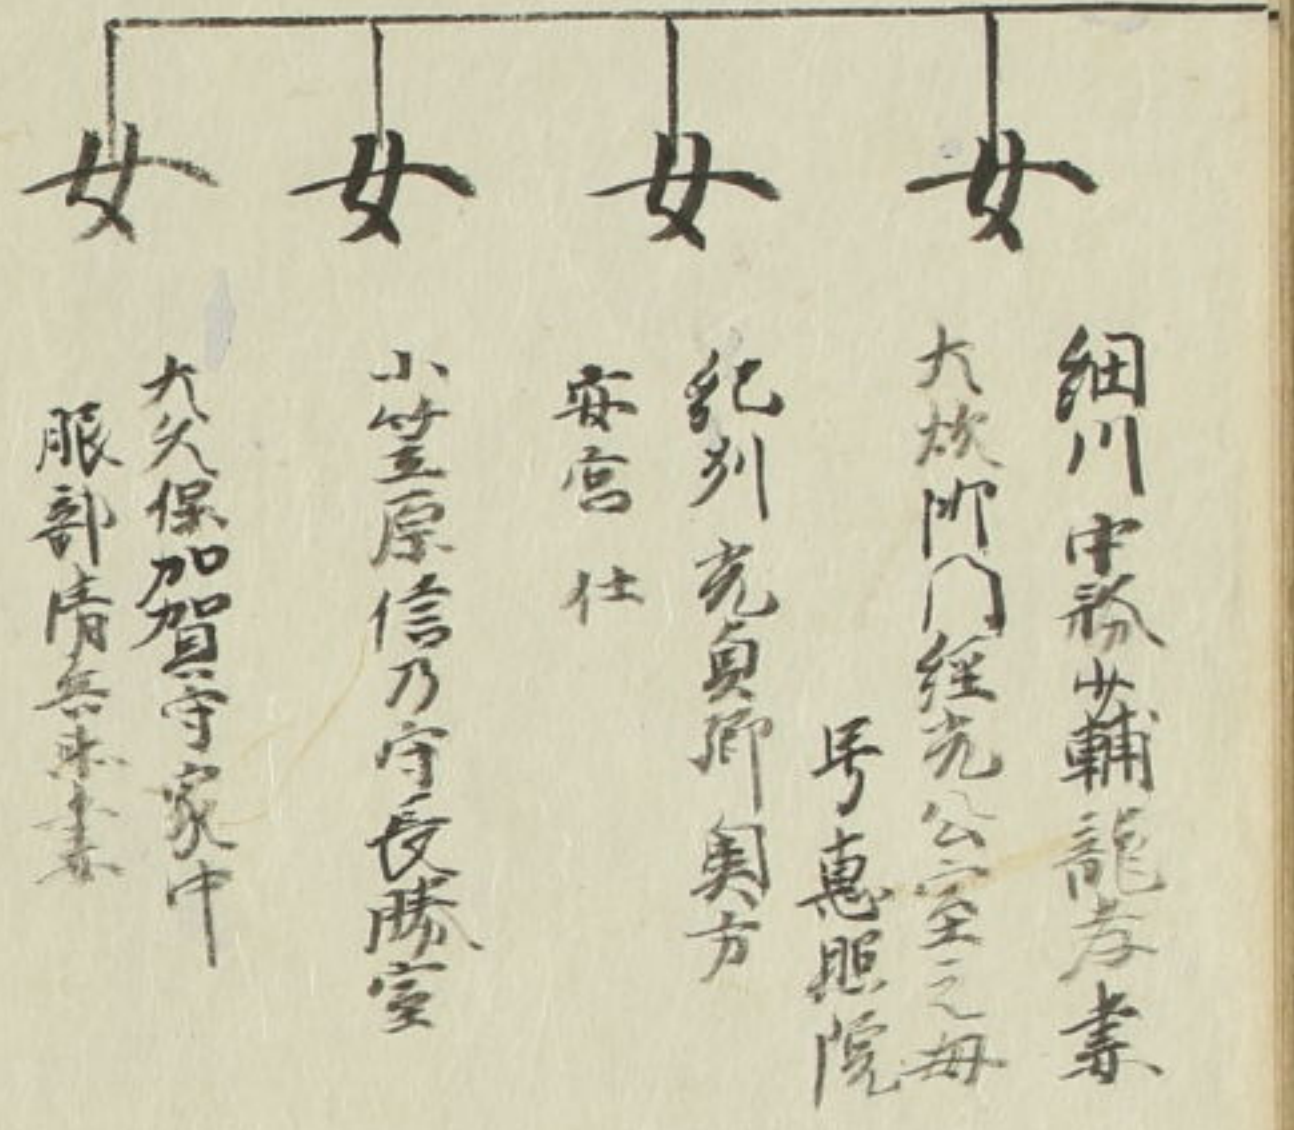 女
細川中務少輔龍孝妻
大炊御門経光公室之母
号惠照院
女
紀州光貞卿奥方
安宮仕
女
小笠原信乃守長勝室
女
大久保加賀守家中
服部清兵衛妻